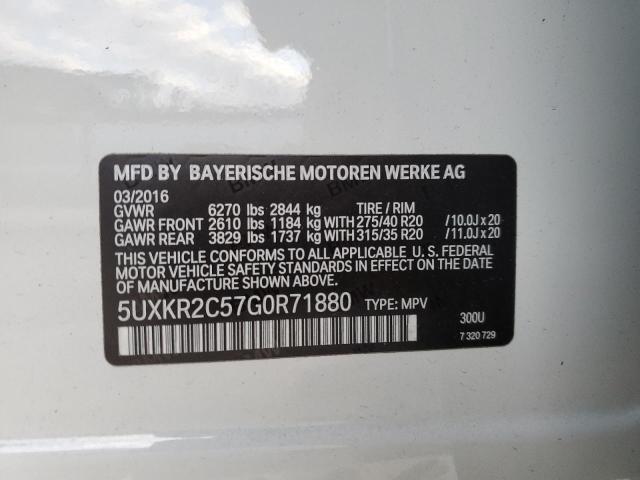 MFD BY BAYERISCHE MOTOREN WERKE AG
03/2016
GVWR 6270 lbs 2844 kg TIRE / RIM
GAWR FRONT 2610 lbs 1184 kg WITH 275/40 R20 /10.0J x 20
GAWR REAR 3829 lbs 1737 kg WITH 315/35 R20 /11.0J x 20
THIS VEHICLE CONFORMS TO ALL APPLICABLE U. S. FEDERAL
MOTOR VEHICLE SAFETY STANDARDS IN EFFECT ON THE DATE
OF MANUFACTURE SHOWN ABOVE.
5UXKR2C57G0R71880 TYPE: MPV
300U
7 320 729